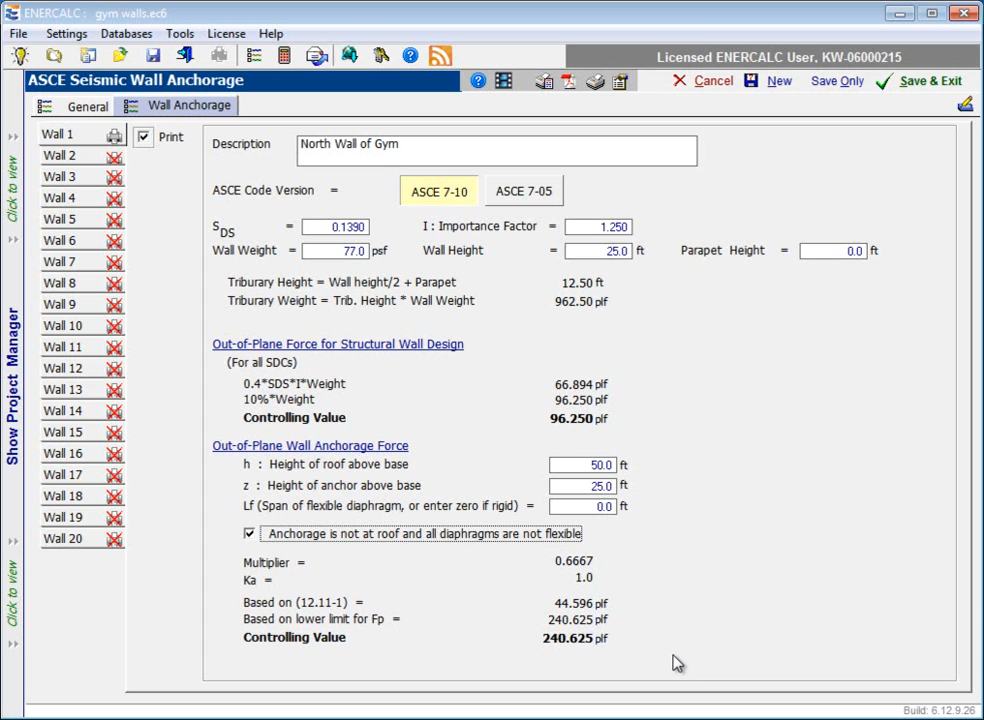 ENERCALC : gym walls.ec6
File Settings Databases Tools License Help
Licensed ENERCALC User, KW-06000215
ASCE Seismic Wall Anchorage
Cancel New Save Only Save & Exit
General Wall Anchorage
Click to view
Show Project Manager
Click to view
Wall 1
Wall 2
Wall 3
Wall 4
Wall 5
Wall 6
Wall 7
Wall 8
Wall 9
Wall 10
Wall 11
Wall 12
Wall 13
Wall 14
Wall 15
Wall 16
Wall 17
Wall 18
Wall 19
Wall 20
Print
Description North Wall of Gym
ASCE Code Version = ASCE 7-10 ASCE 7-05
SDS = 0.1390 I : Importance Factor = 1.250
Wall Weight = 77.0 psf Wall Height = 25.0 ft Parapet Height = 0.0 ft
Triburary Height = Wall height/2 + Parapet 12.50 ft
Triburary Weight = Trib. Height * Wall Weight 962.50 plf
Out-of-Plane Force for Structural Wall Design
(For all SDCs)
0.4*SDS*I*Weight 66.894 plf
10%*Weight 96.250 plf
Controlling Value 96.250 plf
Out-of-Plane Wall Anchorage Force
h : Height of roof above base 50.0 ft
z : Height of anchor above base 25.0 ft
Lf (Span of flexible diaphragm, or enter zero if rigid) = 0.0 ft
Anchorage is not at roof and all diaphragms are not flexible
Multiplier = 0.6667
Ka = 1.0
Based on (12.11-1) = 44.596 plf
Based on lower limit for Fp = 240.625 plf
Controlling Value 240.625 plf
Build: 6.12.9.26